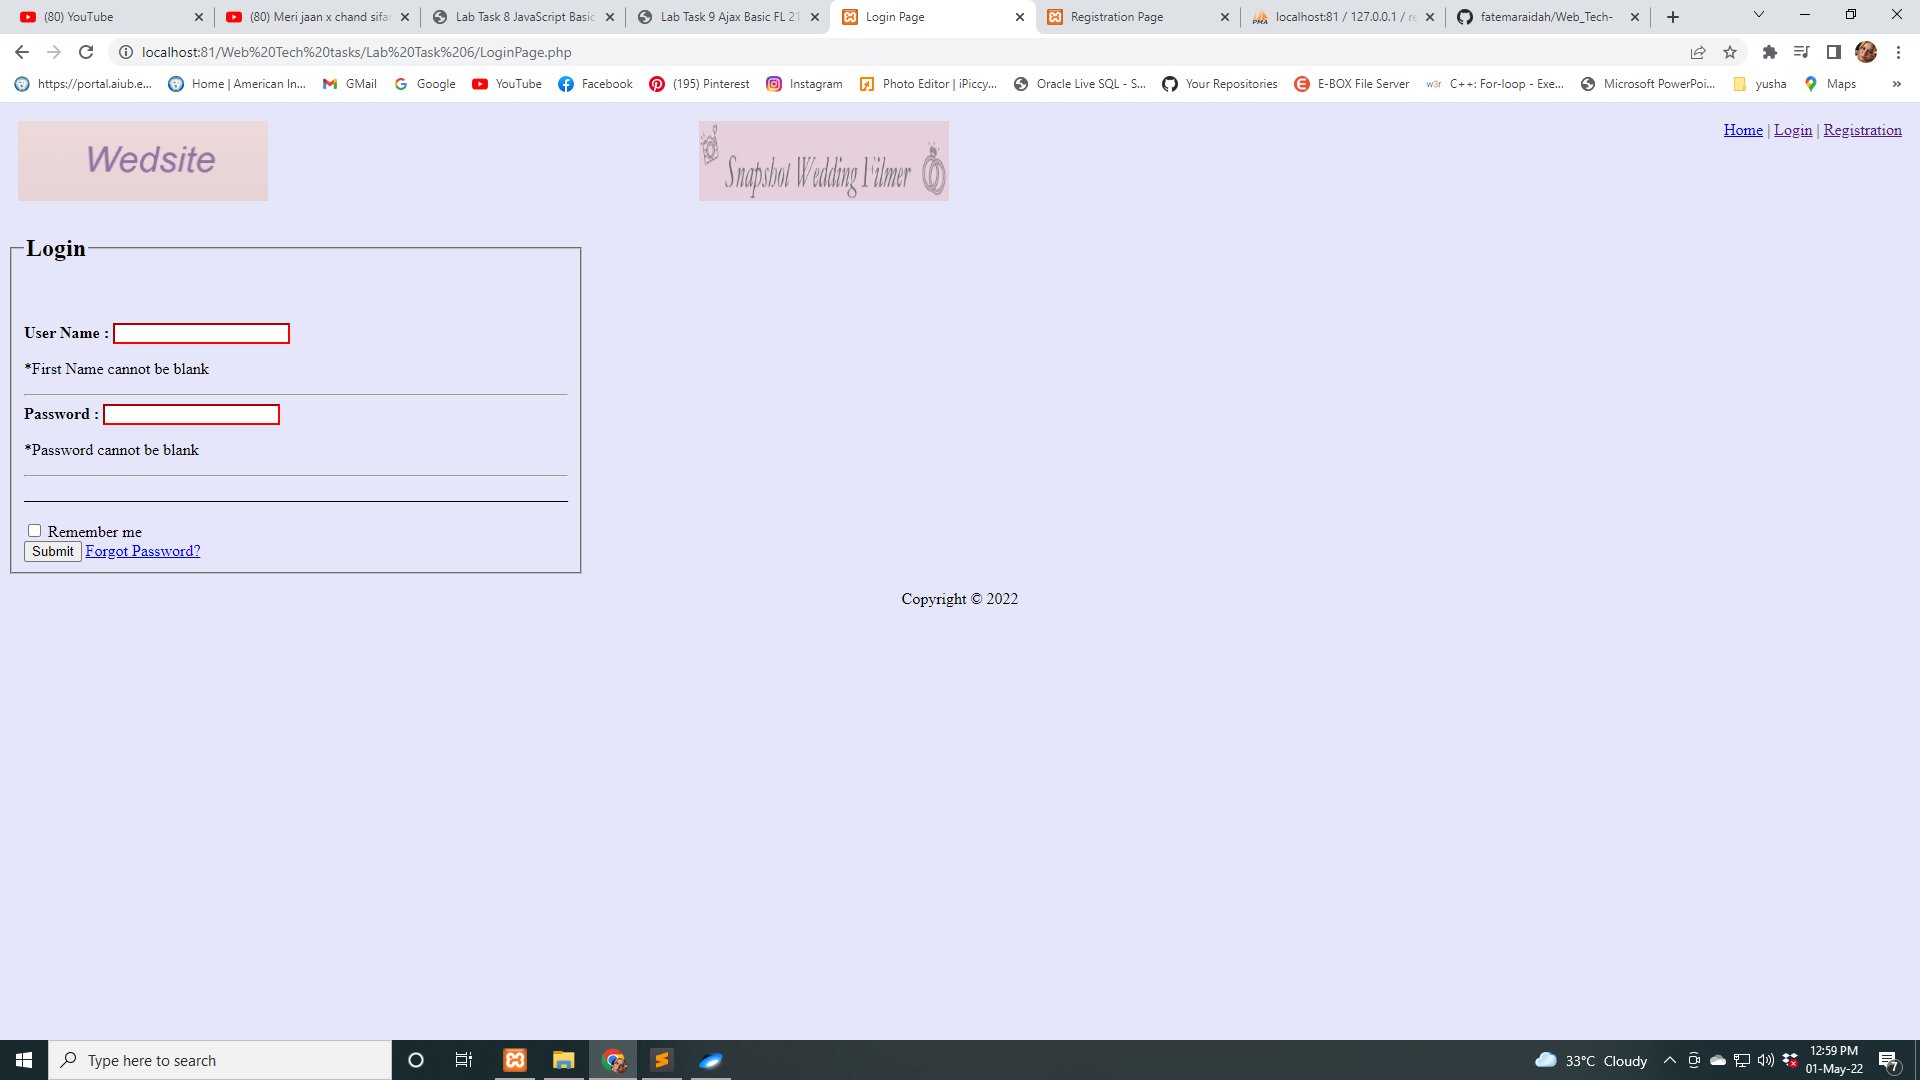 (80) YouTube
(80) Meri jaan x chand sifar
Lab Task 8 JavaScript Basic
Lab Task 9 Ajax Basic FL 21
Login Page
Registration Page
localhost:81 / 127.0.0.1 / re
fatemaraidah/Web_Tech-
localhost:81/Web%20Tech%20tasks/Lab%20Task%206/LoginPage.php
https://portal.aiub.e...
Home | American In...
GMail
Google
YouTube
Facebook
(195) Pinterest
Instagram
Photo Editor | iPiccy...
Oracle Live SQL - S...
Your Repositories
E-BOX File Server
w3r C++: For-loop - Exe...
Microsoft PowerPoi...
yusha
Maps
»
Wedsite
Snapshot Wedding Filmer
Home | Login | Registration
Login
User Name :
*First Name cannot be blank
Password :
*Password cannot be blank
Remember me
Submit Forgot Password?
Copyright © 2022
Type here to search
33°C Cloudy
12:59 PM
01-May-22
7